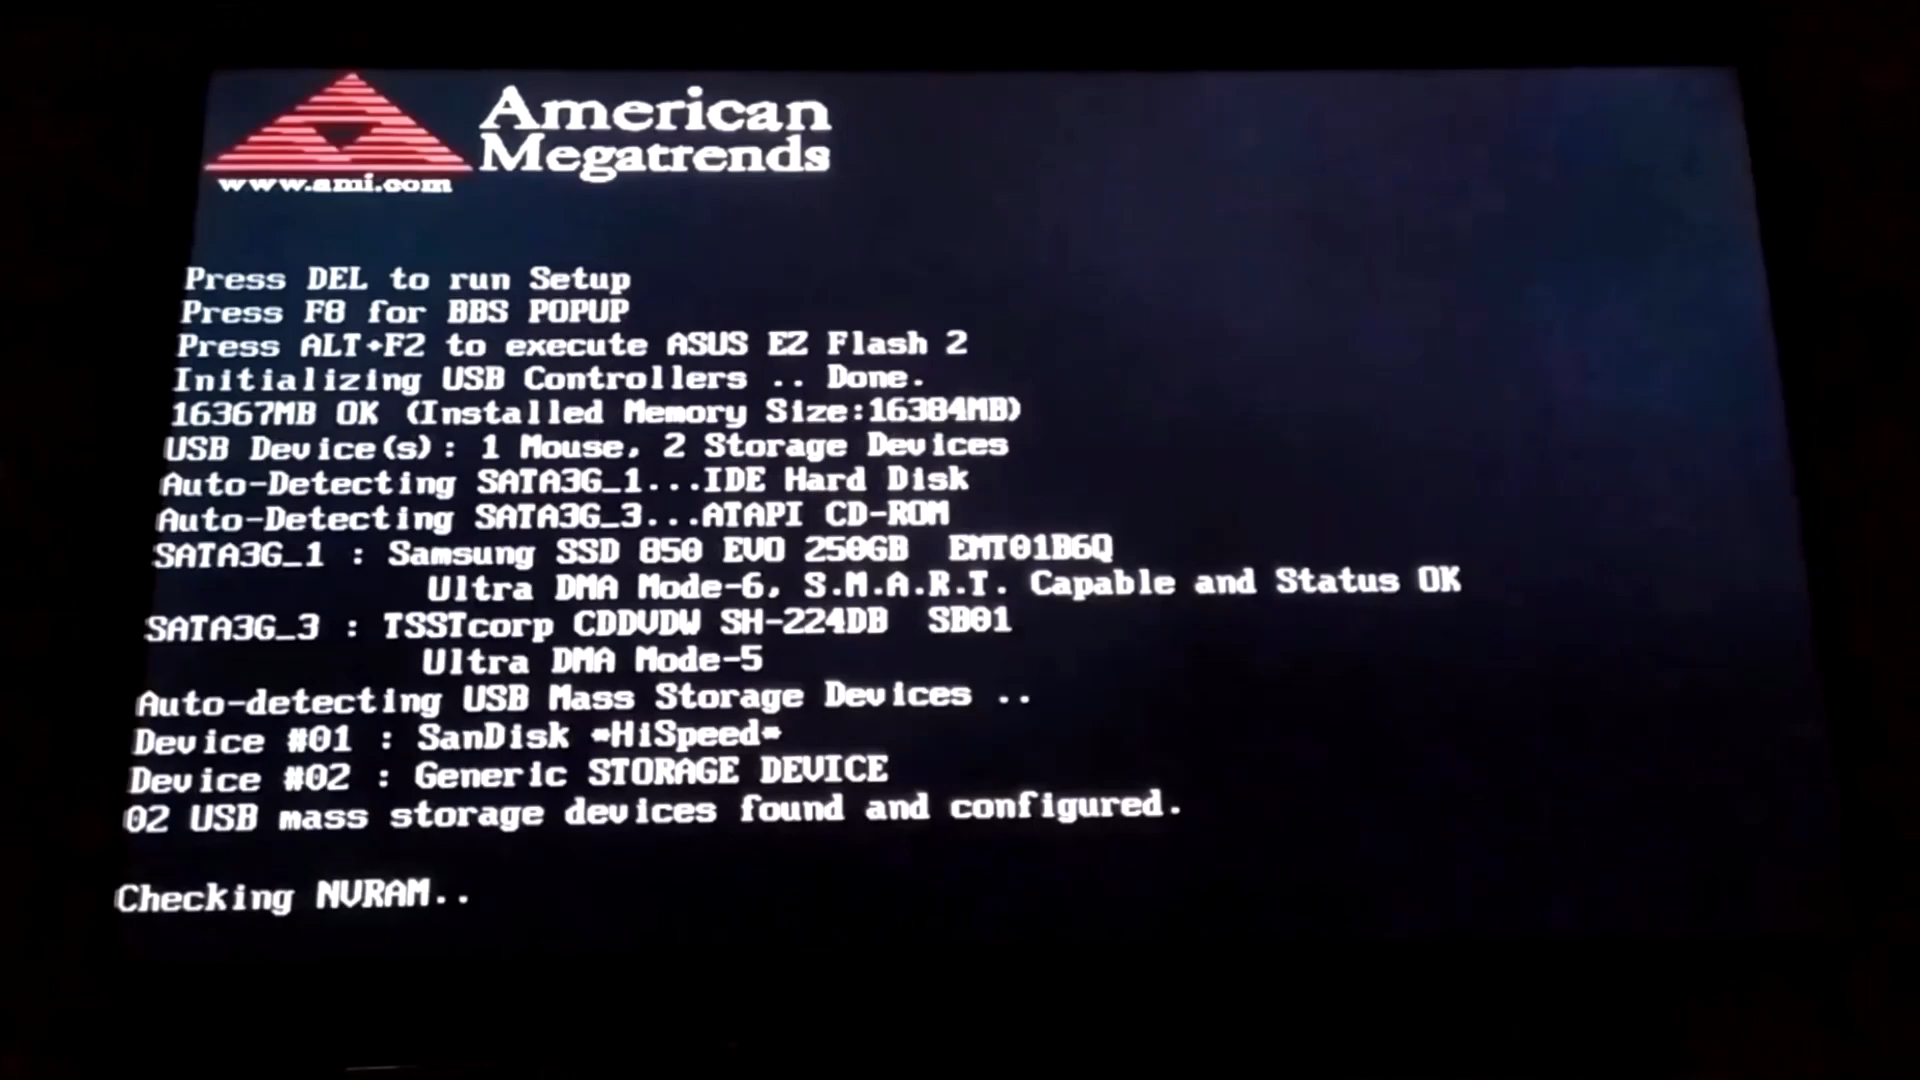 American
Megatrends
www.ami.com
Press DEL to run Setup
Press F8 for BBS POPUP
Press ALT+F2 to execute ASUS EZ Flash 2
Initializing USB Controllers .. Done.
16367MB OK (Installed Memory Size:16384MB)
USB Device(s): 1 Mouse, 2 Storage Devices
Auto-Detecting SATA3G_1...IDE Hard Disk
Auto-Detecting SATA3G_3...ATAPI CD-ROM
SATA3G_1 : Samsung SSD 850 EVO 250GB EMT01B6Q
Ultra DMA Mode-6, S.M.A.R.T. Capable and Status OK
SATA3G_3 : TSSTcorp CDDVDW SH-224DB SB01
Ultra DMA Mode-5
Auto-detecting USB Mass Storage Devices ..
Device #01 : SanDisk *HiSpeed*
Device #02 : Generic STORAGE DEVICE
02 USB mass storage devices found and configured.
Checking NVRAM..